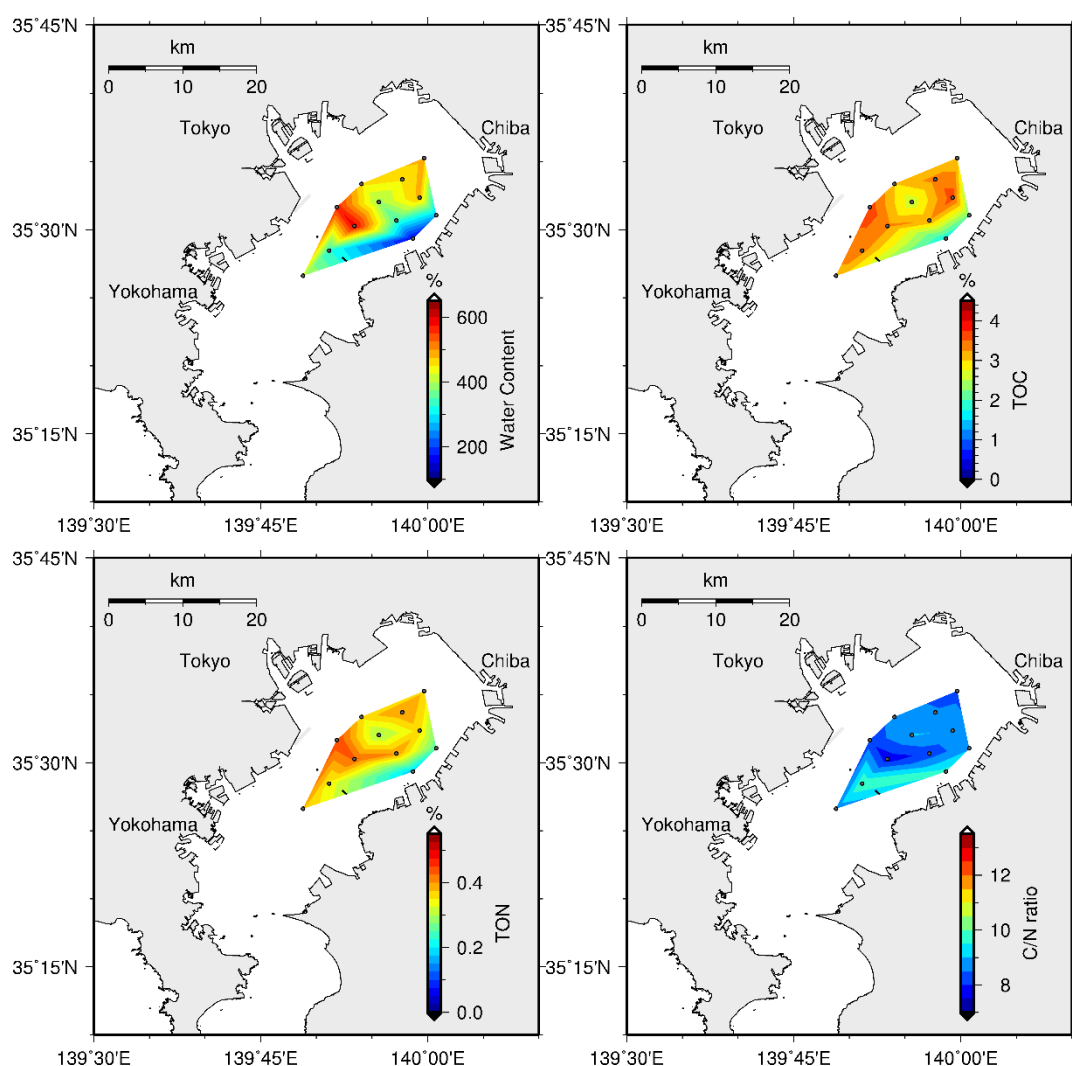 35°45'N
km
0 10 20
Tokyo
Chiba
35°30'N
Yokohama
%
600
400
200
Water Content
35°15'N
139°30'E 139°45'E 140°00'E
35°45'N
km
0 10 20
Tokyo
Chiba
35°30'N
Yokohama
%
4
3
2
1
0
TOC
35°15'N
139°30'E 139°45'E 140°00'E
35°45'N
km
0 10 20
Tokyo
Chiba
35°30'N
Yokohama
%
0.4
0.2
0.0
TON
35°15'N
139°30'E 139°45'E 140°00'E
35°45'N
km
0 10 20
Tokyo
Chiba
35°30'N
Yokohama
12
10
8
C/N ratio
35°15'N
139°30'E 139°45'E 140°00'E